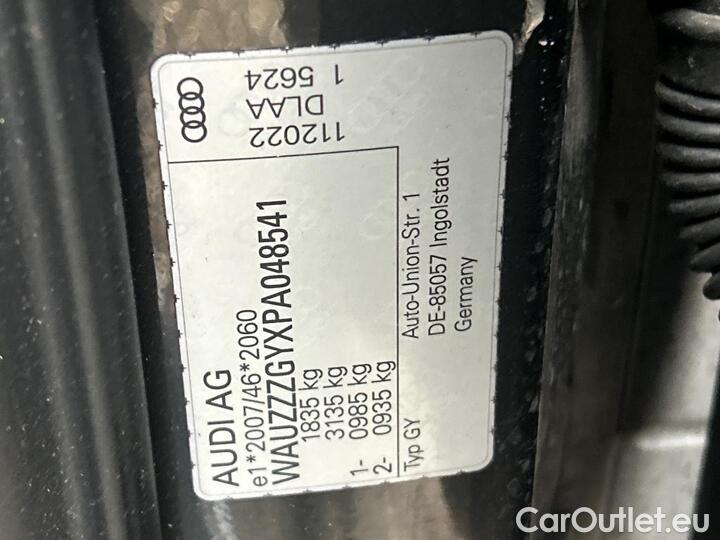 AUDI AG
e1*2007/46*2060
WAUZZZGYXPA048541
1835 kg
3135 kg
1- 0985 kg
2- 0935 kg
Typ GY
112022
DLAA
1 5624
Auto-Union-Str. 1
DE-85057 Ingolstadt
Germany
CarOutlet.eu